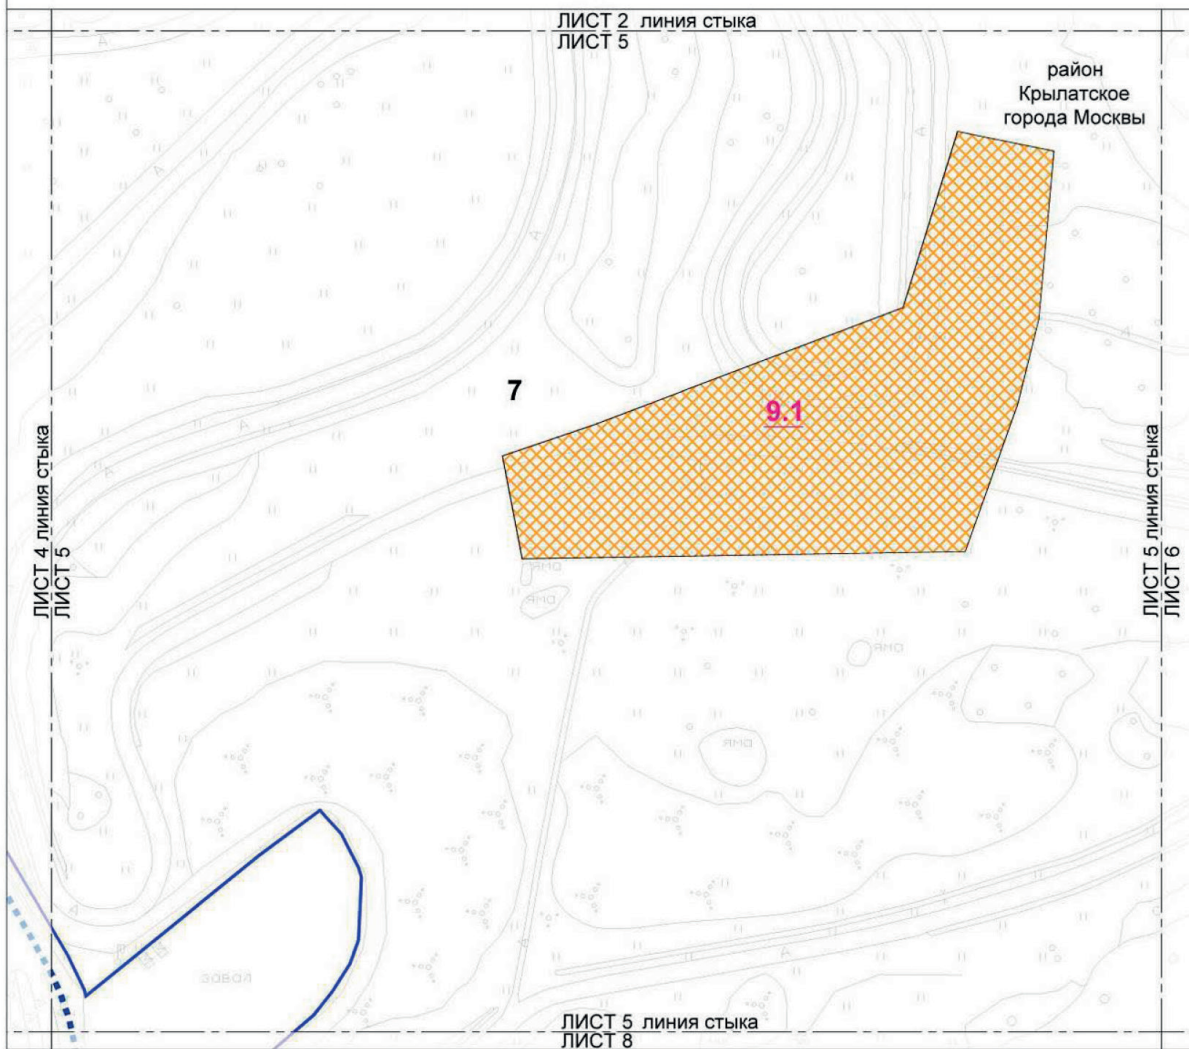 ЛИСТ 2 линия стыка
ЛИСТ 5
район
Крылатское
города Москвы
А
А
А
А
7
9.1
А
А
А
ЛИСТ 4 линия стыка
ЛИСТ 5
ЛИСТ 5 линия стыка
ЛИСТ 6
яма
яма
яма
яма
А
завал
ЛИСТ 5 линия стыка
ЛИСТ 8